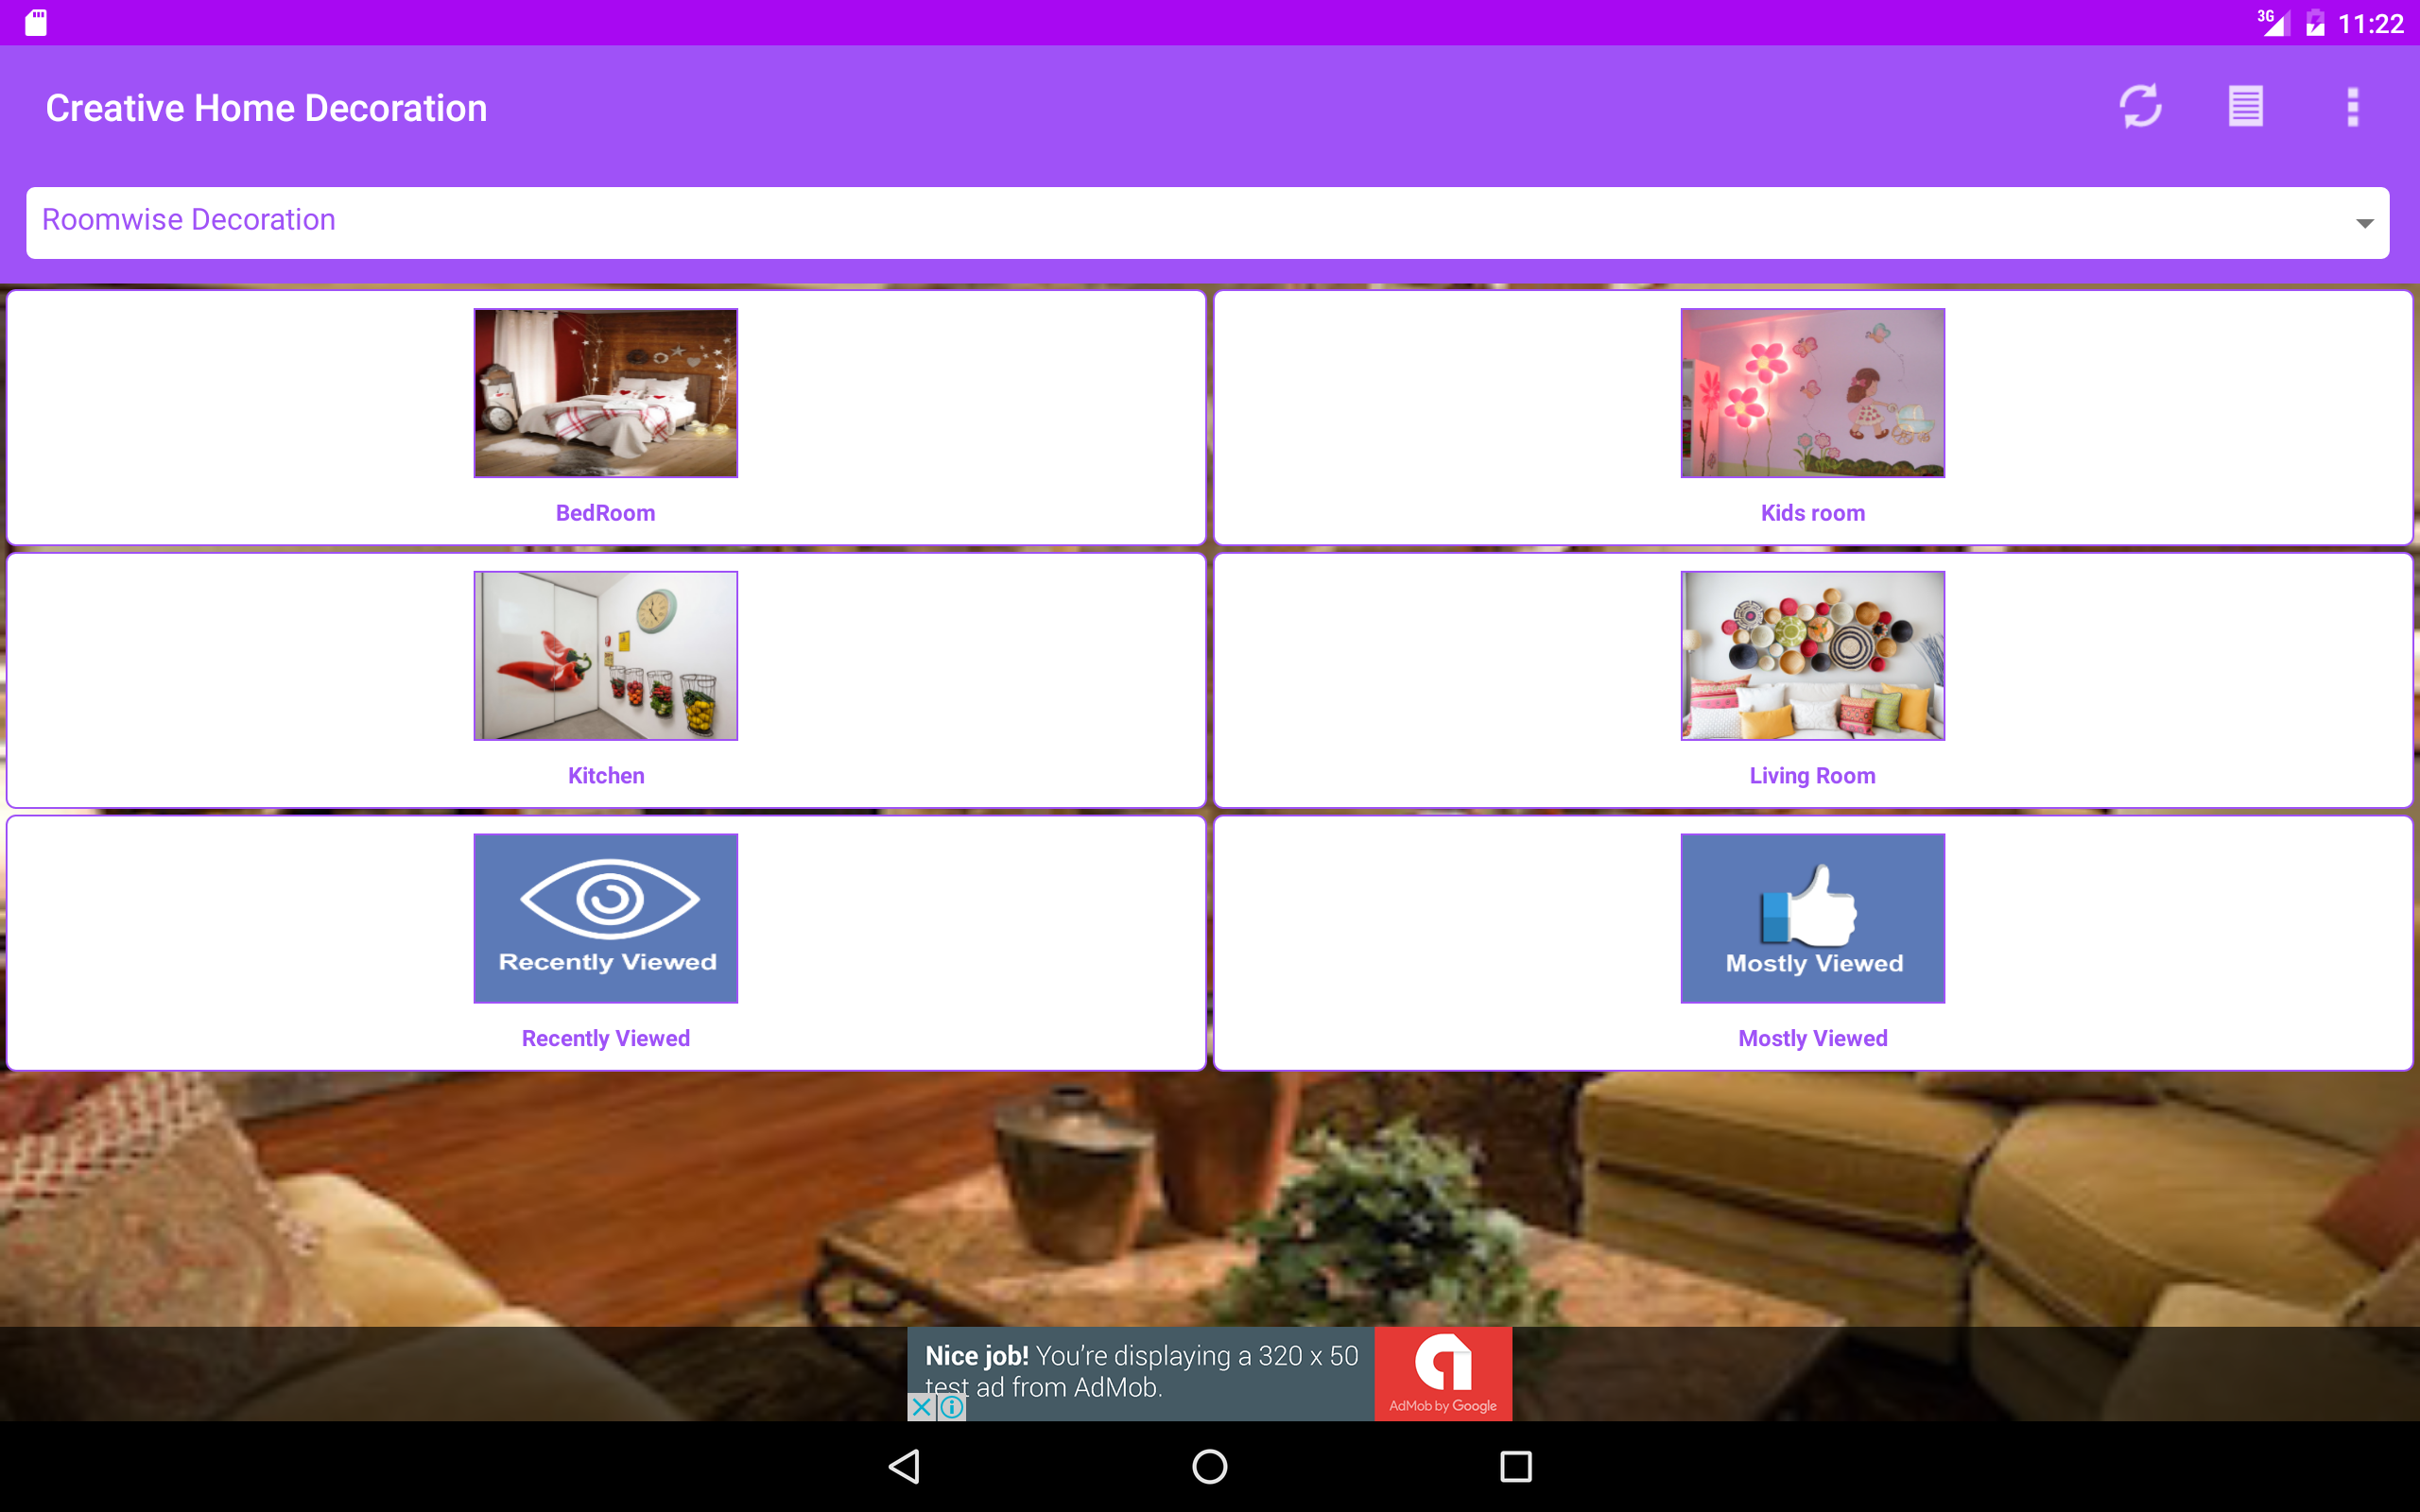 3G 11:22
Creative Home Decoration
Roomwise Decoration
BedRoom
Kids room
Kitchen
Living Room
Recently Viewed
Mostly Viewed
Recently Viewed
Mostly Viewed
Nice job! You're displaying a 320 x 50
test ad from AdMob.
AdMob by Google